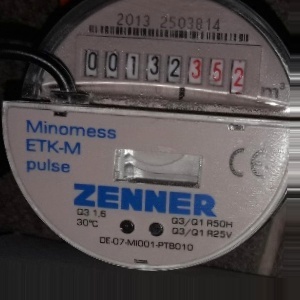 2013 2503814
00132352
m³
Minomess
ETK-M
pulse
CE
ZENNER
Q3 1.6
Q3/Q1 R50H
30°C
Q3/Q1 R25V
DE-07-MI001-PTB010